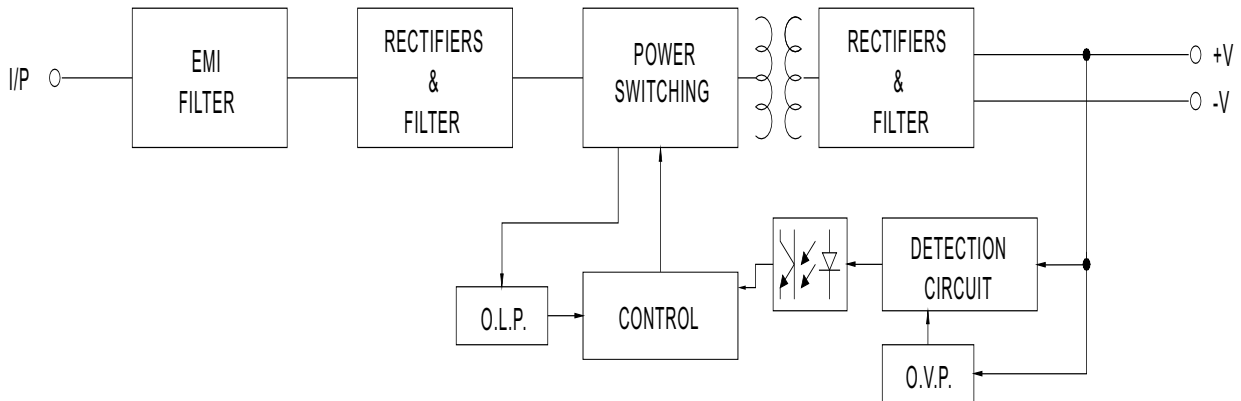 I/P
EMI
FILTER
RECTIFIERS
&
FILTER
POWER
SWITCHING
RECTIFIERS
&
FILTER
+V
-V
O.L.P.
CONTROL
DETECTION
CIRCUIT
O.V.P.